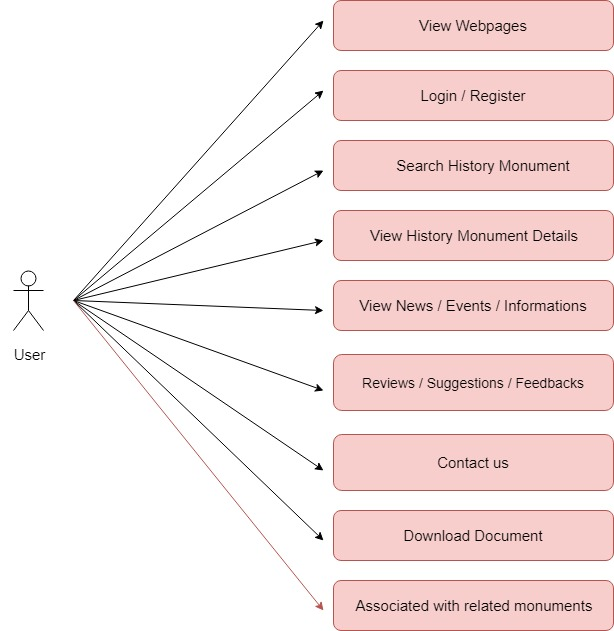 View Webpages
Login / Register
Search History Monument
View History Monument Details
View News / Events / Informations
User
Reviews / Suggestions / Feedbacks
Contact us
Download Document
Associated with related monuments